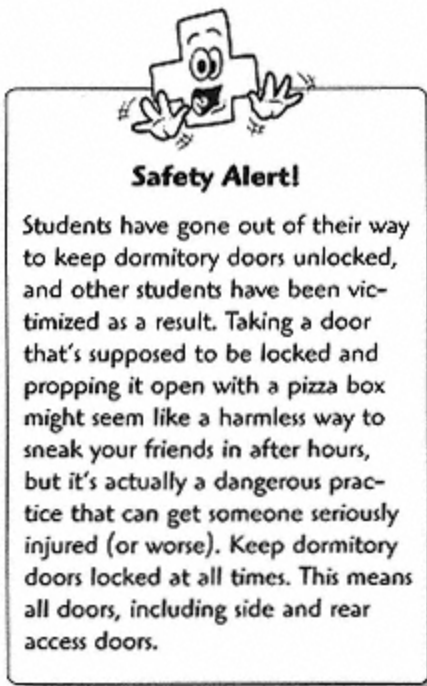 Safety Alert!
Students have gone out of their way
to keep dormitory doors unlocked,
and other students have been vic-
timized as a result. Taking a door
that's supposed to be locked and
propping it open with a pizza box
might seem like a harmless way to
sneak your friends in after hours,
but it's actually a dangerous prac-
tice that can get someone seriously
injured (or worse). Keep dormitory
doors locked at all times. This means
all doors, including side and rear
access doors.